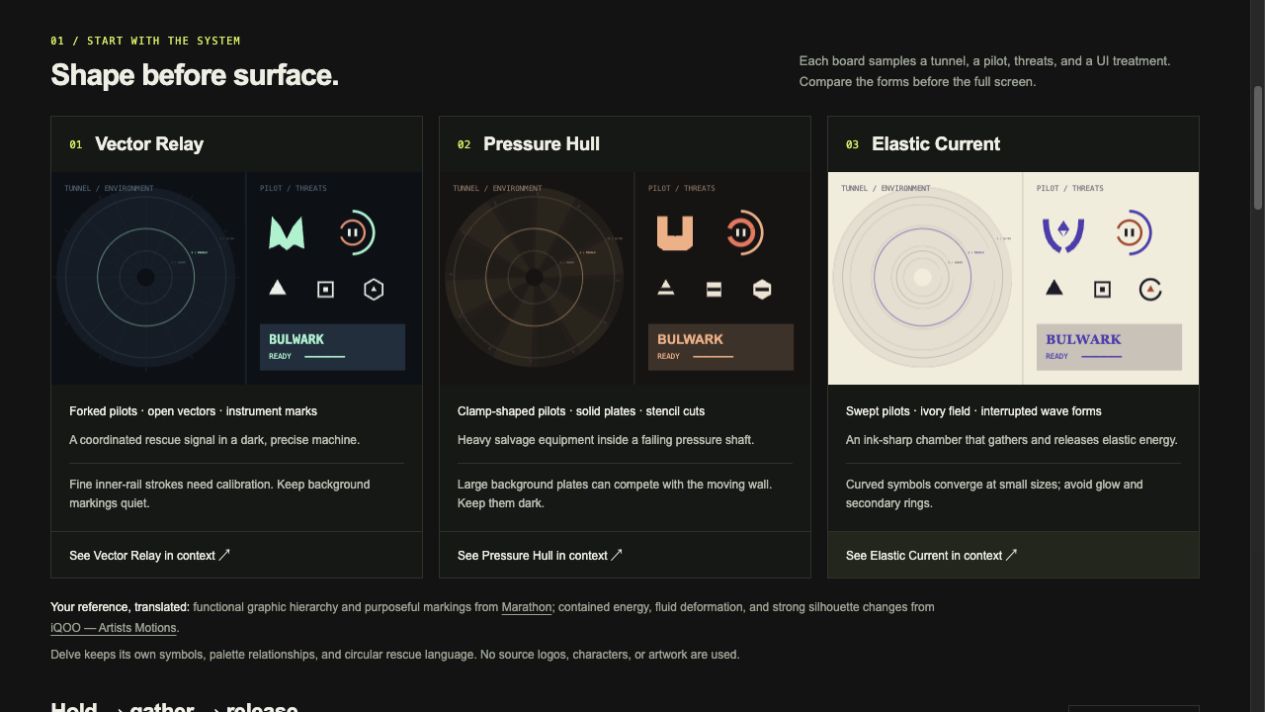 01 / START WITH THE SYSTEM
Shape before surface.
Each board samples a tunnel, a pilot, threats, and a UI treatment.
Compare the forms before the full screen.
01 Vector Relay
TUNNEL / ENVIRONMENT
PILOT / THREATS
BULWARK
READY
Forked pilots · open vectors · instrument marks
A coordinated rescue signal in a dark, precise machine.
Fine inner-rail strokes need calibration. Keep background
markings quiet.
See Vector Relay in context ↗
02 Pressure Hull
TUNNEL / ENVIRONMENT
PILOT / THREATS
BULWARK
READY
Clamp-shaped pilots · solid plates · stencil cuts
Heavy salvage equipment inside a failing pressure shaft.
Large background plates can compete with the moving wall.
Keep them dark.
See Pressure Hull in context ↗
03 Elastic Current
TUNNEL / ENVIRONMENT
PILOT / THREATS
BULWARK
READY
Swept pilots · ivory field · interrupted wave forms
An ink-sharp chamber that gathers and releases elastic energy.
Curved symbols converge at small sizes; avoid glow and
secondary rings.
See Elastic Current in context ↗
Your reference, translated: functional graphic hierarchy and purposeful markings from Marathon; contained energy, fluid deformation, and strong silhouette changes from
iQOO — Artists Motions.
Delve keeps its own symbols, palette relationships, and circular rescue language. No source logos, characters, or artwork are used.
Hold → gather → release